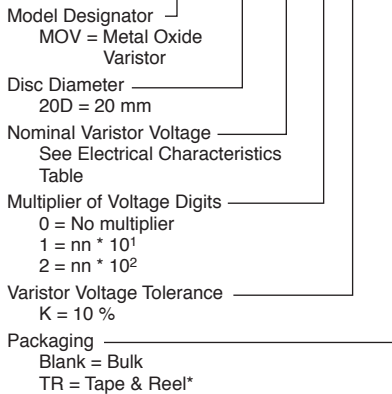 Model Designator
MOV = Metal Oxide
Varistor
Disc Diameter
20D = 20 mm
Nominal Varistor Voltage
See Electrical Characteristics
Table
Multiplier of Voltage Digits
0 = No multiplier
1 = nn * 10¹
2 = nn * 10²
Varistor Voltage Tolerance
K = 10 %
Packaging
Blank = Bulk
TR = Tape & Reel*